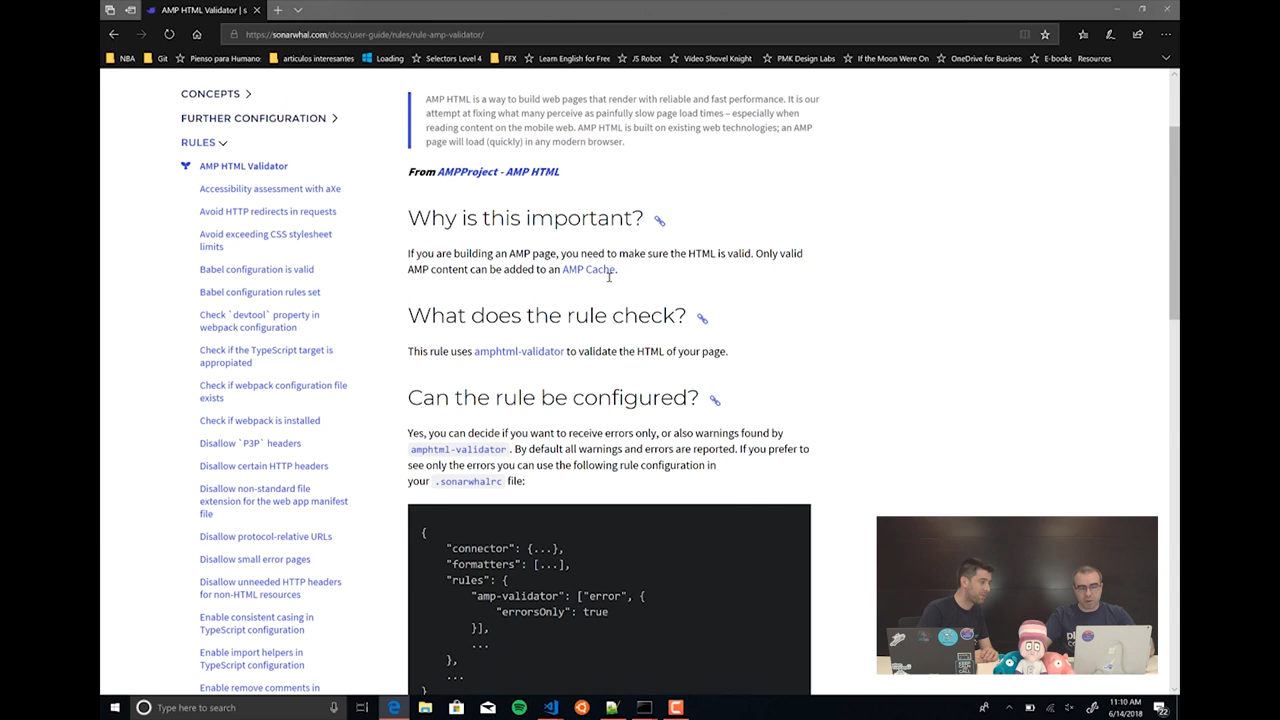 AMP HTML Validator | s
https://sonarwhal.com/docs/user-guide/rules/rule-amp-validator/
NBA
Git
Pienso para Humano:
articulos interesantes
Loading
Selectors Level 4
FFX
Learn English for Free
JS Robot
Video Shovel Knight
PMK Design Labs
If the Moon Were On
OneDrive for Busines
E-books
Resources
CONCEPTS
FURTHER CONFIGURATION
RULES
AMP HTML Validator
Accessibility assessment with aXe
Avoid HTTP redirects in requests
Avoid exceeding CSS stylesheet
limits
Babel configuration is valid
Babel configuration rules set
Check `devtool` property in
webpack configuration
Check if the TypeScript target is
appropiated
Check if webpack configuration file
exists
Check if webpack is installed
Disallow `P3P` headers
Disallow certain HTTP headers
Disallow non-standard file
extension for the web app manifest
file
Disallow protocol-relative URLs
Disallow small error pages
Disallow unneeded HTTP headers
for non-HTML resources
Enable consistent casing in
TypeScript configuration
Enable import helpers in
TypeScript configuration
Enable remove comments in
AMP HTML is a way to build web pages that render with reliable and fast performance. It is our
attempt at fixing what many perceive as painfully slow page load times – especially when
reading content on the mobile web. AMP HTML is built on existing web technologies; an AMP
page will load (quickly) in any modern browser.
From AMPProject - AMP HTML
Why is this important?
If you are building an AMP page, you need to make sure the HTML is valid. Only valid
AMP content can be added to an AMP Cache.
What does the rule check?
This rule uses amphtml-validator to validate the HTML of your page.
Can the rule be configured?
Yes, you can decide if you want to receive errors only, or also warnings found by
amphtml-validator. By default all warnings and errors are reported. If you prefer to
see only the errors you can use the following rule configuration in
your .sonarwhalrc file:
{
"connector": {...},
"formatters": [...],
"rules": {
"amp-validator": ["error", {
"errorsOnly": true
}],
...
},
...
}
Type here to search
11:10 AM
6/14/2018
22